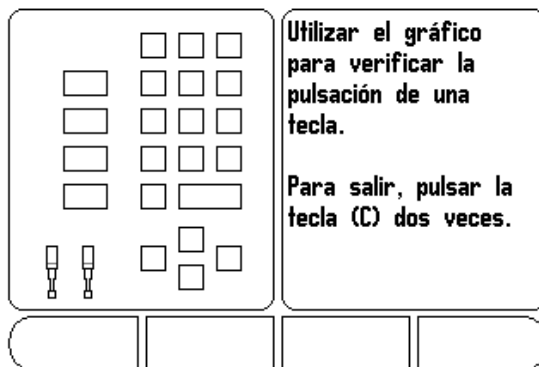 Utilizar el gráfico
para verificar la
pulsación de una
tecla.
Para salir, pulsar la
tecla (C) dos veces.